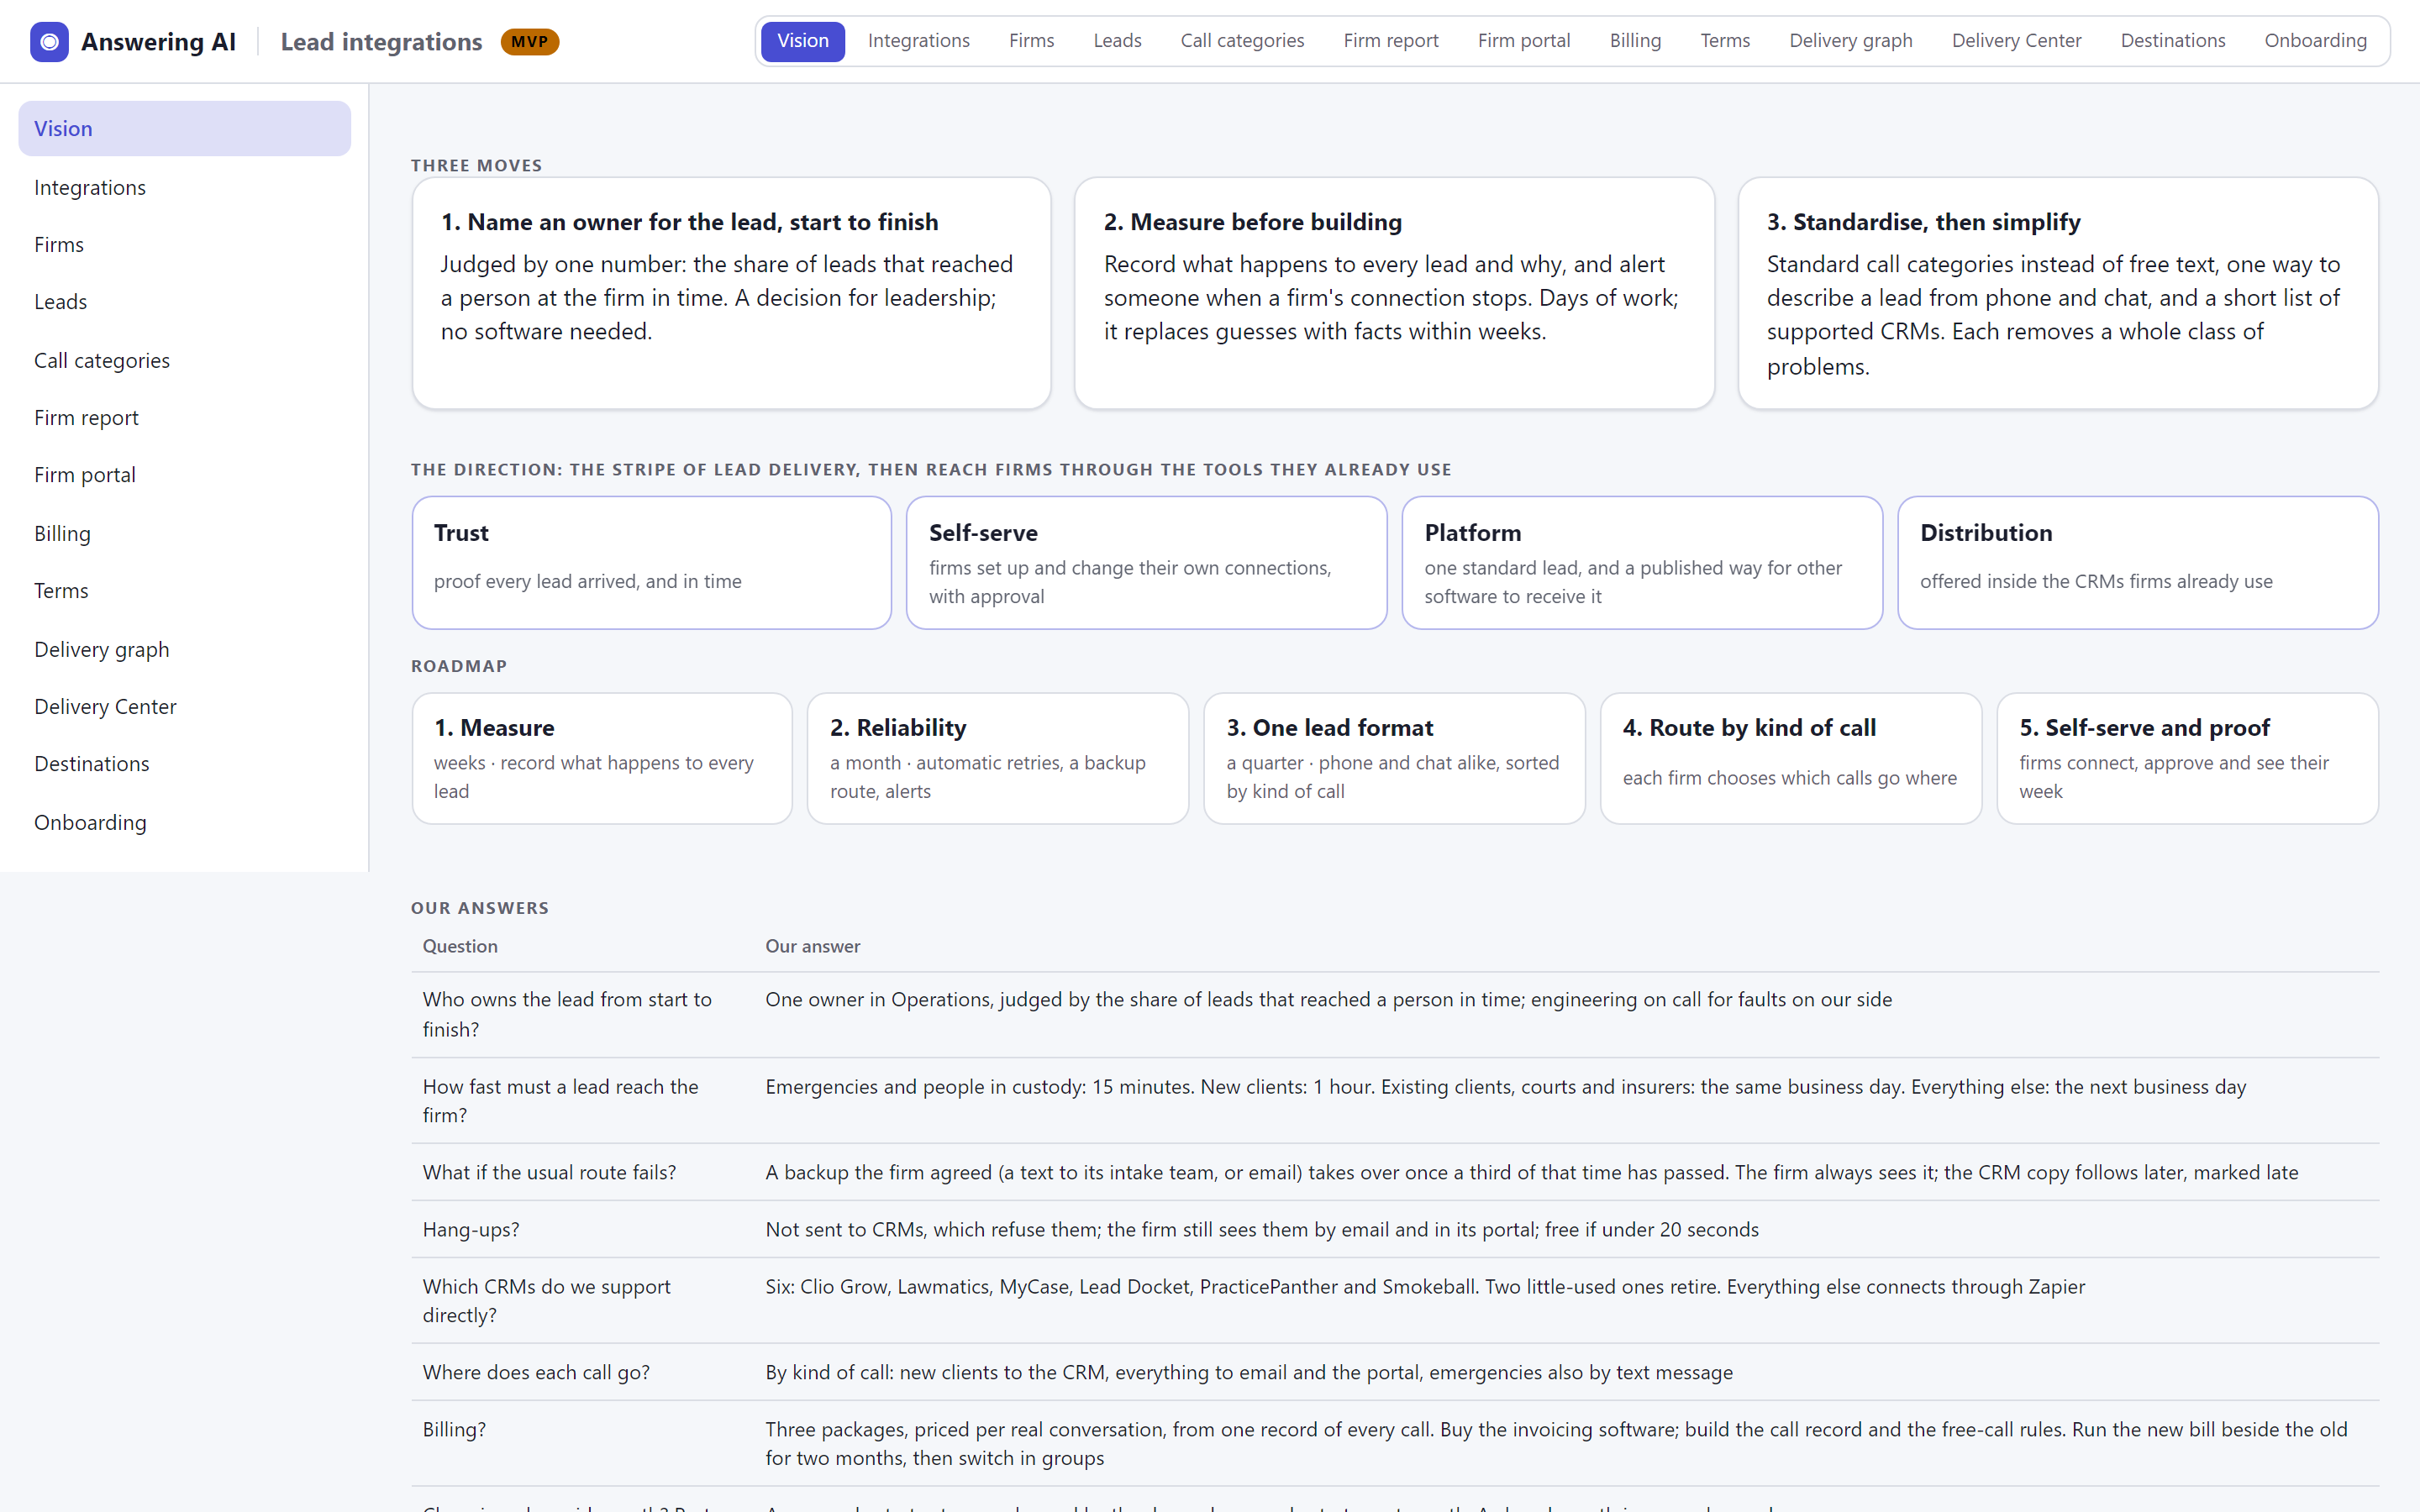 Answering AI
Lead integrations
MVP
Vision
Integrations
Firms
Leads
Call categories
Firm report
Firm portal
Billing
Terms
Delivery graph
Delivery Center
Destinations
Onboarding
Vision
Integrations
Firms
Leads
Call categories
Firm report
Firm portal
Billing
Terms
Delivery graph
Delivery Center
Destinations
Onboarding
THREE MOVES
1. Name an owner for the lead, start to finish
Judged by one number: the share of leads that reached
a person at the firm in time. A decision for leadership;
no software needed.
2. Measure before building
Record what happens to every lead and why, and alert
someone when a firm's connection stops. Days of work;
it replaces guesses with facts within weeks.
3. Standardise, then simplify
Standard call categories instead of free text, one way to
describe a lead from phone and chat, and a short list of
supported CRMs. Each removes a whole class of
problems.
THE DIRECTION: THE STRIPE OF LEAD DELIVERY, THEN REACH FIRMS THROUGH THE TOOLS THEY ALREADY USE
Trust
proof every lead arrived, and in time
Self-serve
firms set up and change their own connections,
with approval
Platform
one standard lead, and a published way for other
software to receive it
Distribution
offered inside the CRMs firms already use
ROADMAP
1. Measure
weeks · record what happens to every
lead
2. Reliability
a month · automatic retries, a backup
route, alerts
3. One lead format
a quarter · phone and chat alike, sorted
by kind of call
4. Route by kind of call
each firm chooses which calls go where
5. Self-serve and proof
firms connect, approve and see their
week
OUR ANSWERS
Question
Our answer
Who owns the lead from start to
finish?
One owner in Operations, judged by the share of leads that reached a person in time; engineering on call for faults on our side
How fast must a lead reach the
firm?
Emergencies and people in custody: 15 minutes. New clients: 1 hour. Existing clients, courts and insurers: the same business day. Everything else: the next business day
What if the usual route fails?
A backup the firm agreed (a text to its intake team, or email) takes over once a third of that time has passed. The firm always sees it; the CRM copy follows later, marked late
Hang-ups?
Not sent to CRMs, which refuse them; the firm still sees them by email and in its portal; free if under 20 seconds
Which CRMs do we support
directly?
Six: Clio Grow, Lawmatics, MyCase, Lead Docket, PracticePanther and Smokeball. Two little-used ones retire. Everything else connects through Zapier
Where does each call go?
By kind of call: new clients to the CRM, everything to email and the portal, emergencies also by text message
Billing?
Three packages, priced per real conversation, from one record of every call. Buy the invoicing software; build the call record and the free-call rules. Run the new bill beside the old
for two months, then switch in groups